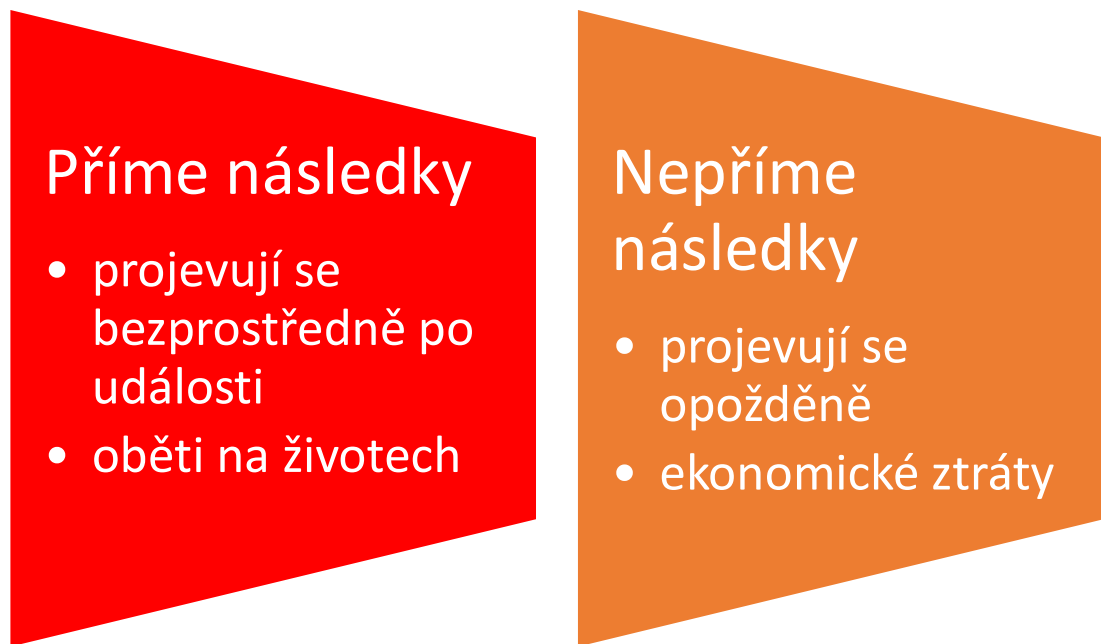 Příme následky
• projevují se
bezprostředně po
události
• oběti na životech
Nepříme
následky
• projevují se
opožděně
• ekonomické ztráty